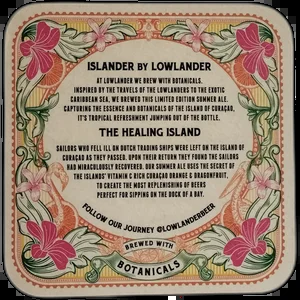 ISLANDER BY LOWLANDER
AT LOWLANDER WE BREW WITH BOTANICALS.
INSPIRED BY THE TRAVELS OF THE LOWLANDERS TO THE EXOTIC
CARIBBEAN SEA, WE BREWED THIS LIMITED EDITION SUMMER ALE.
CAPTURING THE ESSENCE AND BOTANICALS OF THE ISLAND OF CURAÇAO,
IT'S TROPICAL REFRESHMENT JUMPING OUT OF THE BOTTLE.
THE HEALING ISLAND
SAILORS WHO FELL ILL ON DUTCH TRADING SHIPS WERE LEFT ON THE ISLAND OF
CURAÇAO AS THEY PASSED. UPON THEIR RETURN THEY FOUND THE SAILORS
HAD MIRACULOUSLY RECOVERED. OUR SUMMER ALE USES THE SECRET OF
THE ISLANDS' VITAMIN C RICH CURAÇAO ORANGE & DRAGONFRUIT,
TO CREATE THE MOST REPLENISHING OF BEERS
PERFECT FOR SIPPING ON THE DOCK OF A BAY.
FOLLOW OUR JOURNEY @LOWLANDERBEER
BREWED WITH
BOTANICALS